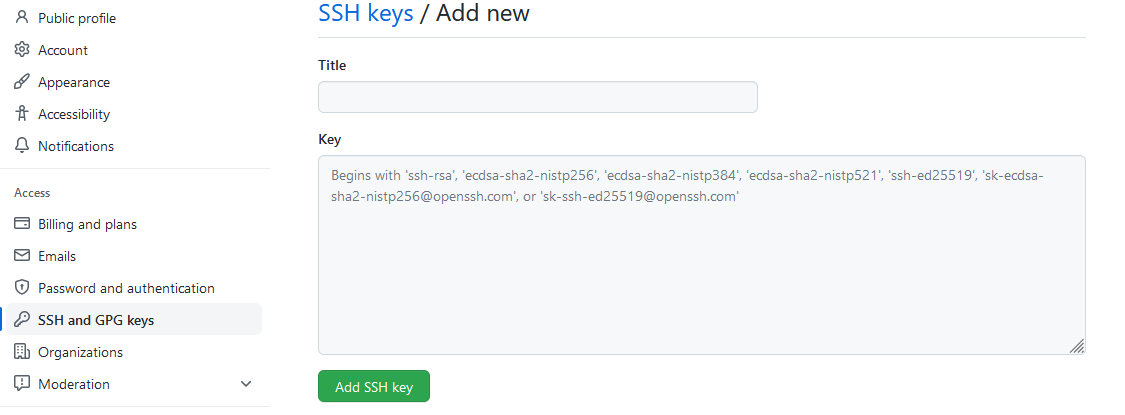 Public profile
Account
Appearance
Accessibility
Notifications
Access
Billing and plans
Emails
Password and authentication
SSH and GPG keys
Organizations
Moderation
SSH keys / Add new
Title
Key
Begins with 'ssh-rsa', 'ecdsa-sha2-nistp256', 'ecdsa-sha2-nistp384', 'ecdsa-sha2-nistp521', 'ssh-ed25519', 'sk-ecdsa-
sha2-nistp256@openssh.com', or 'sk-ssh-ed25519@openssh.com'
Add SSH key